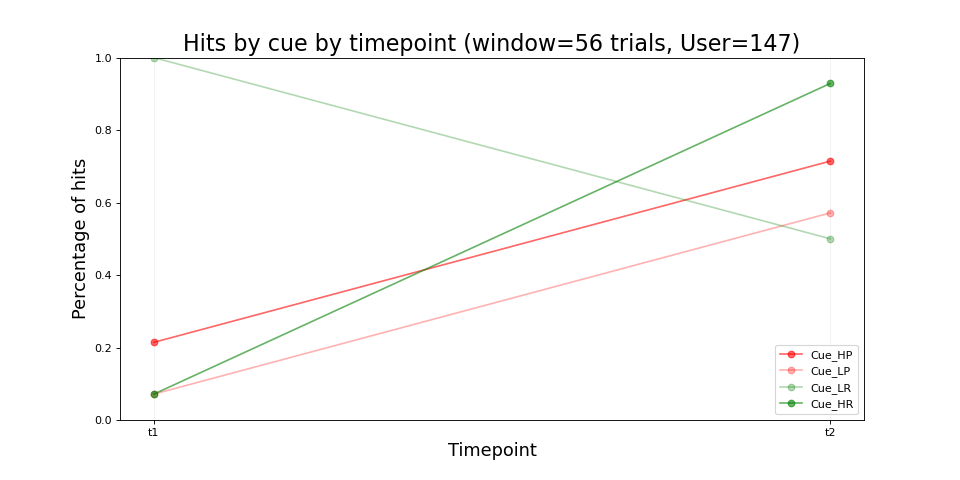 Hits by cue by timepoint (window=56 trials, User=147)
Percentage of hits
1.0
0.8
0.6
0.4
0.2
0.0
t1
t2
Timepoint
Cue_HP
Cue_LP
Cue_LR
Cue_HR